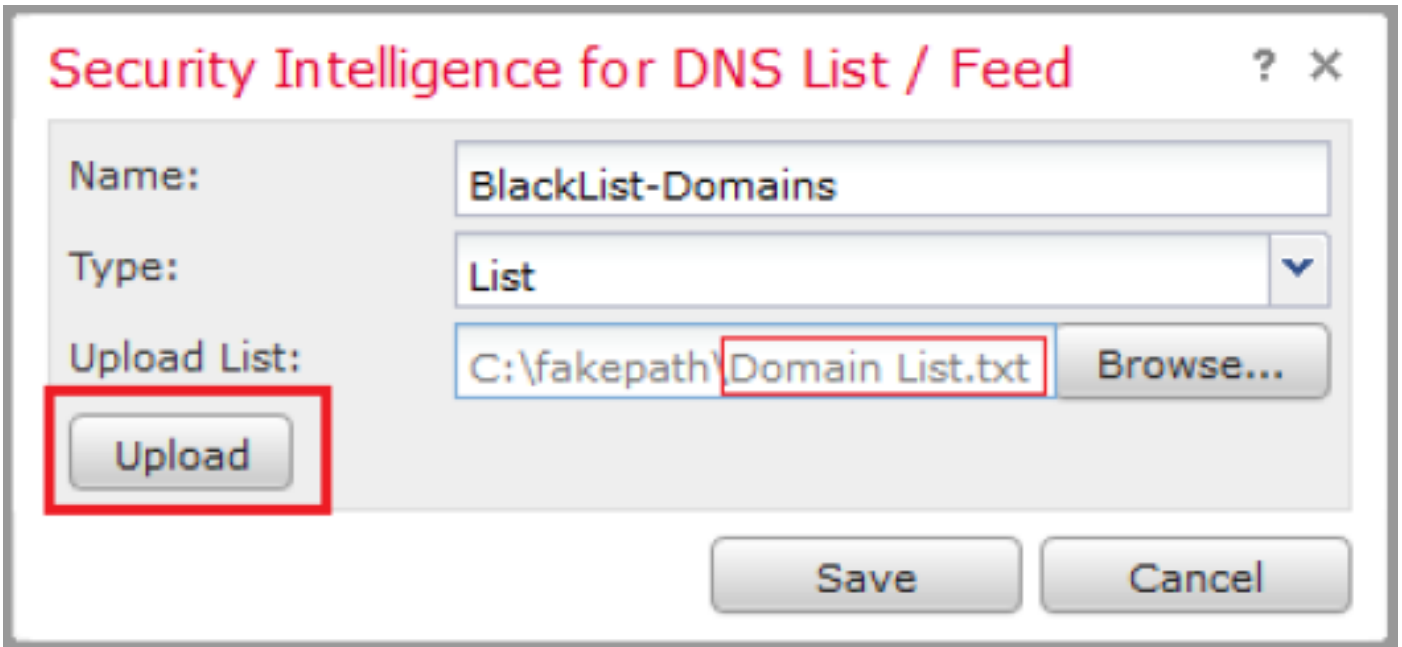 Security Intelligence for DNS List / Feed ? ×
Name: BlackList-Domains
Type: List
Upload List: C:\fakepath\Domain List.txt Browse...
Upload
Save Cancel